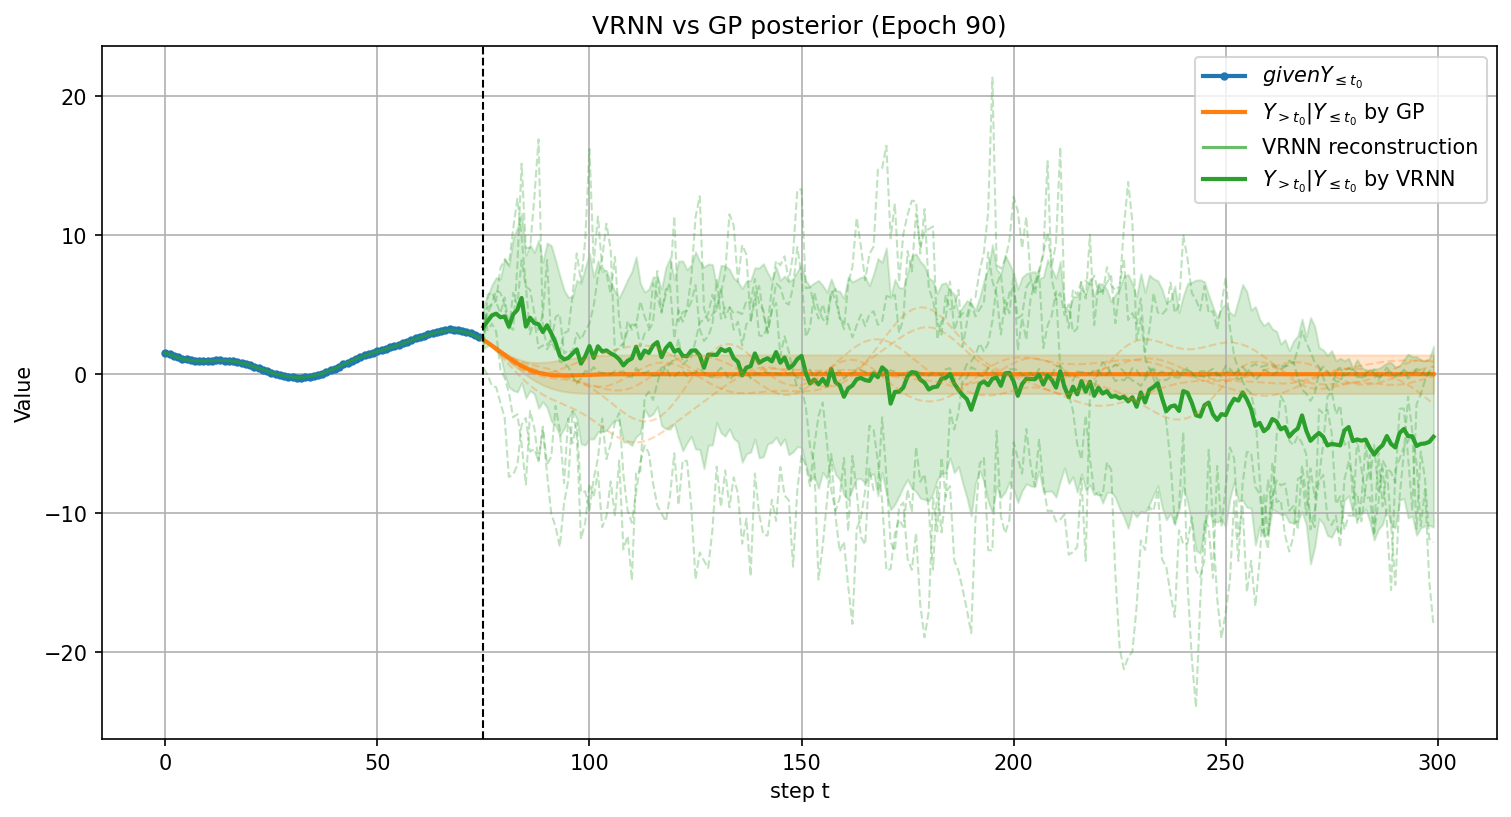 VRNN vs GP posterior (Epoch 90)
givenY≤t₀
Y>t₀|Y≤t₀ by GP
VRNN reconstruction
Y>t₀|Y≤t₀ by VRNN
Value
20
10
0
−10
−20
0 50 100 150 200 250 300
step t